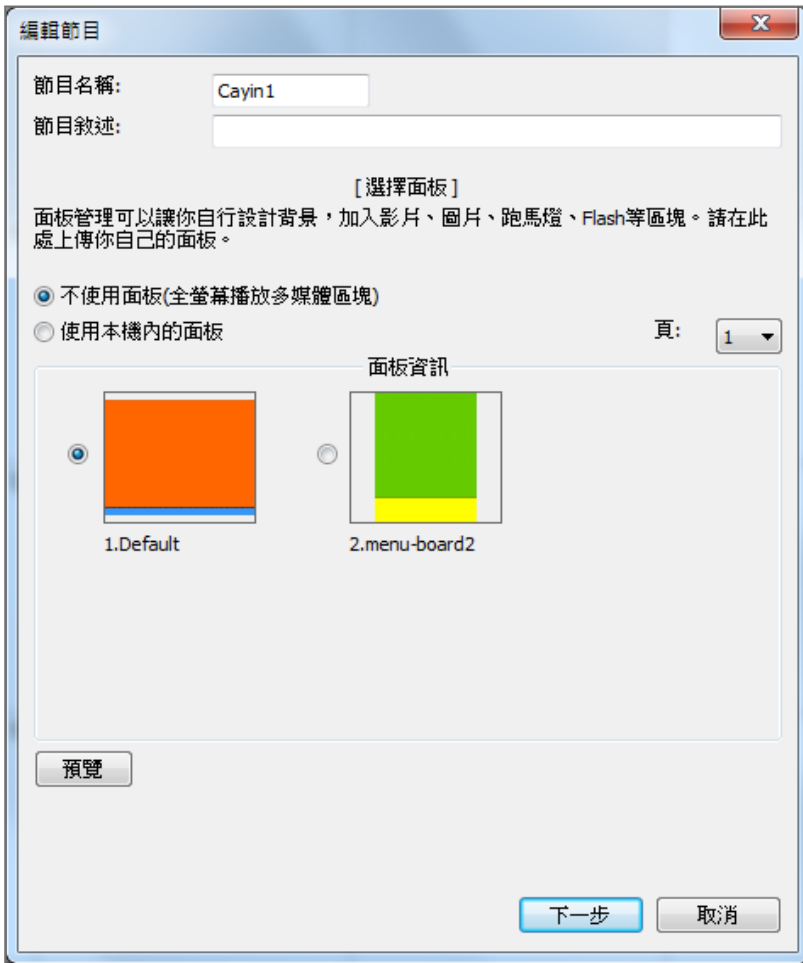 編輯節目
節目名稱: Cayin1
節目敘述:
[選擇面板]
面板管理可以讓你自行設計背景，加入影片、圖片、跑馬燈、Flash等區塊。請在此
處上傳你自己的面板。
不使用面板(全螢幕播放多媒體區塊)
使用本機內的面板 頁: 1
面板資訊
1.Default 2.menu-board2
預覽
下一步 取消